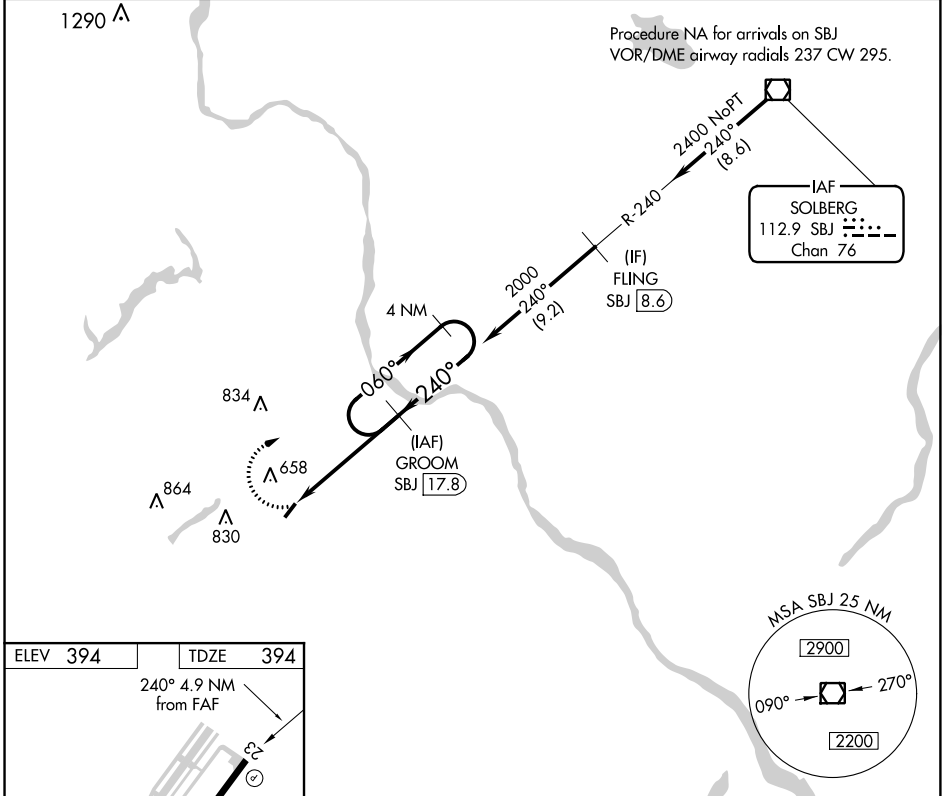 1290
Procedure NA for arrivals on SBJ
VOR/DME airway radials 237 CW 295.
2400 NoPT
240°
(8.6)
IAF
SOLBERG
112.9 SBJ
Chan 76
R-240
(IF)
FLING
SBJ 8.6
2000
240°
(9.2)
4 NM
060°
240°
(IAF)
GROOM
SBJ 17.8
834
658
864
830
MSA SBJ 25 NM
2900
090°
270°
2200
ELEV 394
TDZE 394
240° 4.9 NM
from FAF
23
P